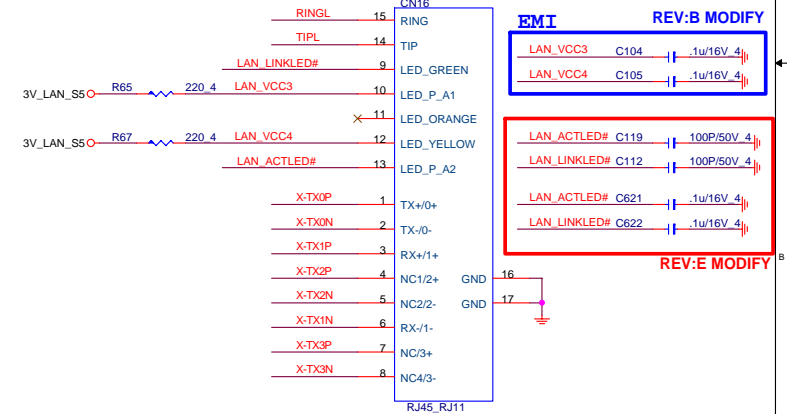 CN16
RINGL 15 RING
TIPL 14 TIP
LAN_LINKLED# 9 LED_GREEN
3V_LAN_S5 R65 220_4 LAN_VCC3 10 LED_P_A1
11 LED_ORANGE
3V_LAN_S5 R67 220_4 LAN_VCC4 12 LED_YELLOW
LAN_ACTLED# 13 LED_P_A2
X-TX0P 1 TX+/0+
X-TX0N 2 TX-/0-
X-TX1P 3 RX+/1+
X-TX2P 4 NC1/2+ GND 16
X-TX2N 5 NC2/2- GND 17
X-TX1N 6 RX-/1-
X-TX3P 7 NC/3+
X-TX3N 8 NC4/3-
RJ45_RJ11
EMI REV:B MODIFY
LAN_VCC3 C104 .1u/16V_4
LAN_VCC4 C105 .1u/16V_4
LAN_ACTLED# C119 100P/50V_4
LAN_LINKLED# C112 100P/50V_4
LAN_ACTLED# C621 .1u/16V_4
LAN_LINKLED# C622 .1u/16V_4
REV:E MODIFY
B